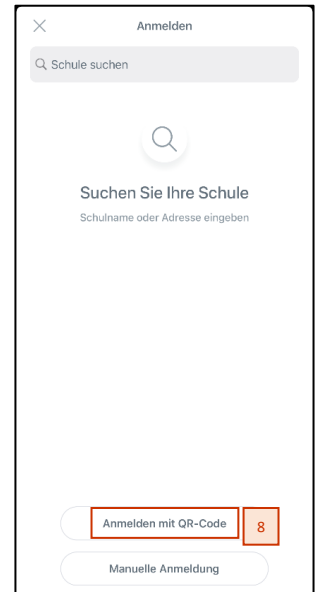 Anmelden
Schule suchen
Suchen Sie Ihre Schule
Schulname oder Adresse eingeben
Anmelden mit QR-Code
8
Manuelle Anmeldung